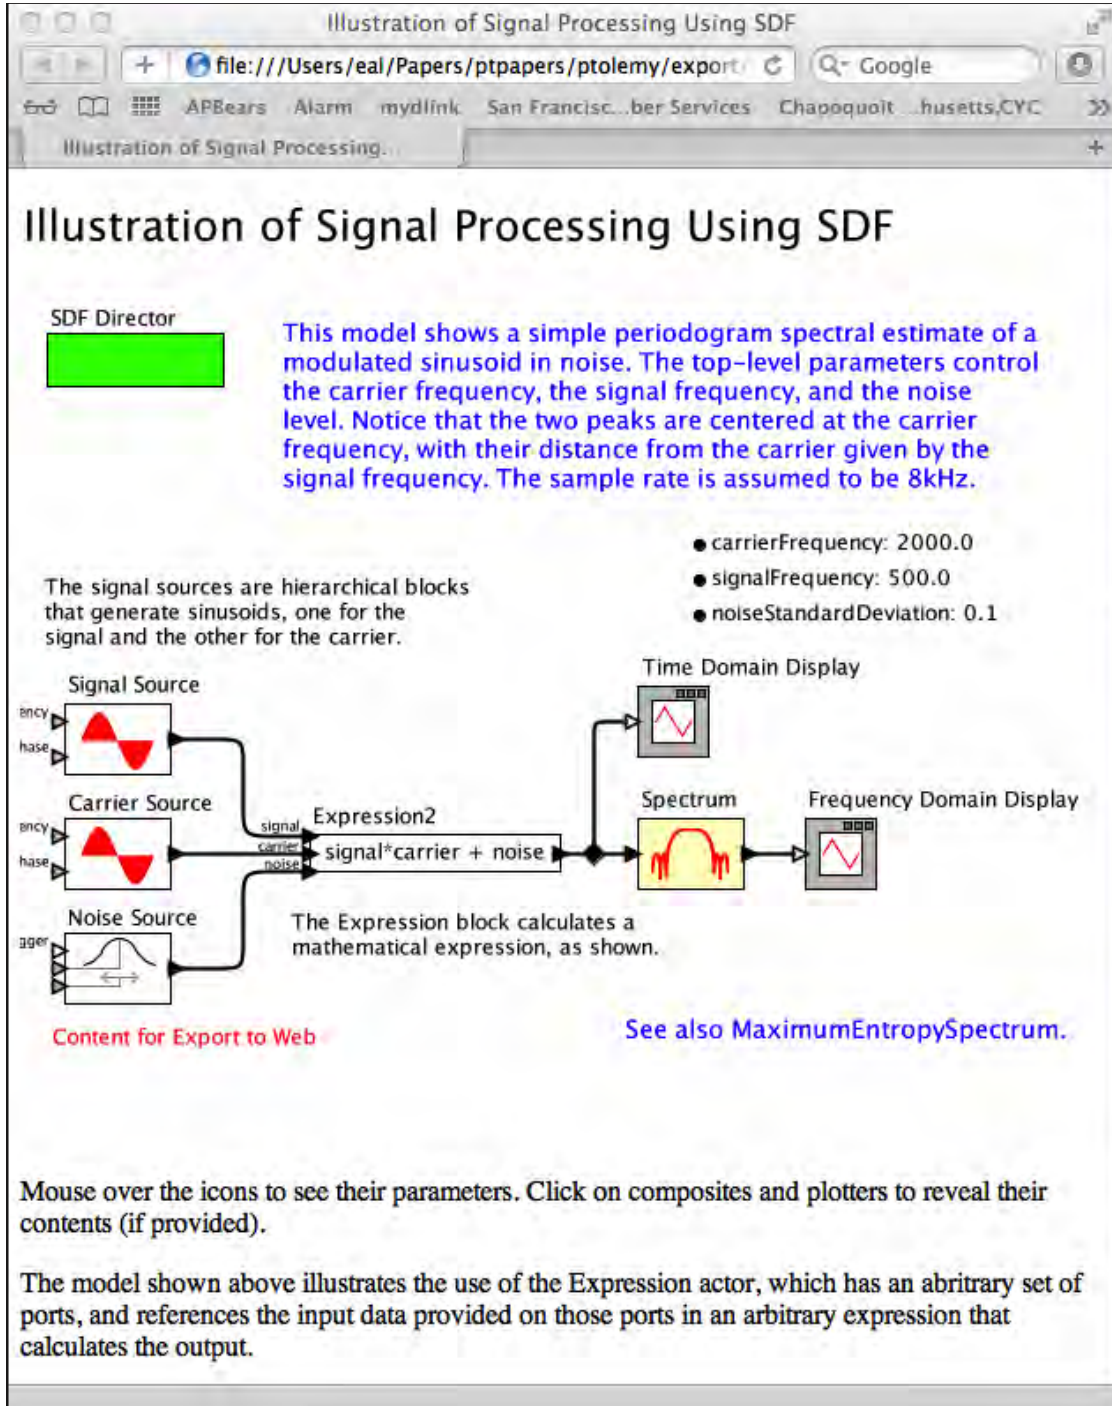 Illustration of Signal Processing Using SDF
file:///Users/eal/Papers/ptpapers/ptolemy/export/
Google
APBears Alarm mydlink San Francisc...ber Services Chapoquoit ...husetts,CYC
Illustration of Signal Processing...
Illustration of Signal Processing Using SDF
SDF Director
This model shows a simple periodogram spectral estimate of a
modulated sinusoid in noise. The top-level parameters control
the carrier frequency, the signal frequency, and the noise
level. Notice that the two peaks are centered at the carrier
frequency, with their distance from the carrier given by the
signal frequency. The sample rate is assumed to be 8kHz.
carrierFrequency: 2000.0
signalFrequency: 500.0
noiseStandardDeviation: 0.1
The signal sources are hierarchical blocks
that generate sinusoids, one for the
signal and the other for the carrier.
Time Domain Display
Signal Source
ency
hase
Carrier Source
ency
hase
signal
carrier
noise
Expression2
signal*carrier + noise
Spectrum
Frequency Domain Display
Noise Source
gger
The Expression block calculates a
mathematical expression, as shown.
Content for Export to Web
See also MaximumEntropySpectrum.
Mouse over the icons to see their parameters. Click on composites and plotters to reveal their
contents (if provided).
The model shown above illustrates the use of the Expression actor, which has an abritrary set of
ports, and references the input data provided on those ports in an arbitrary expression that
calculates the output.